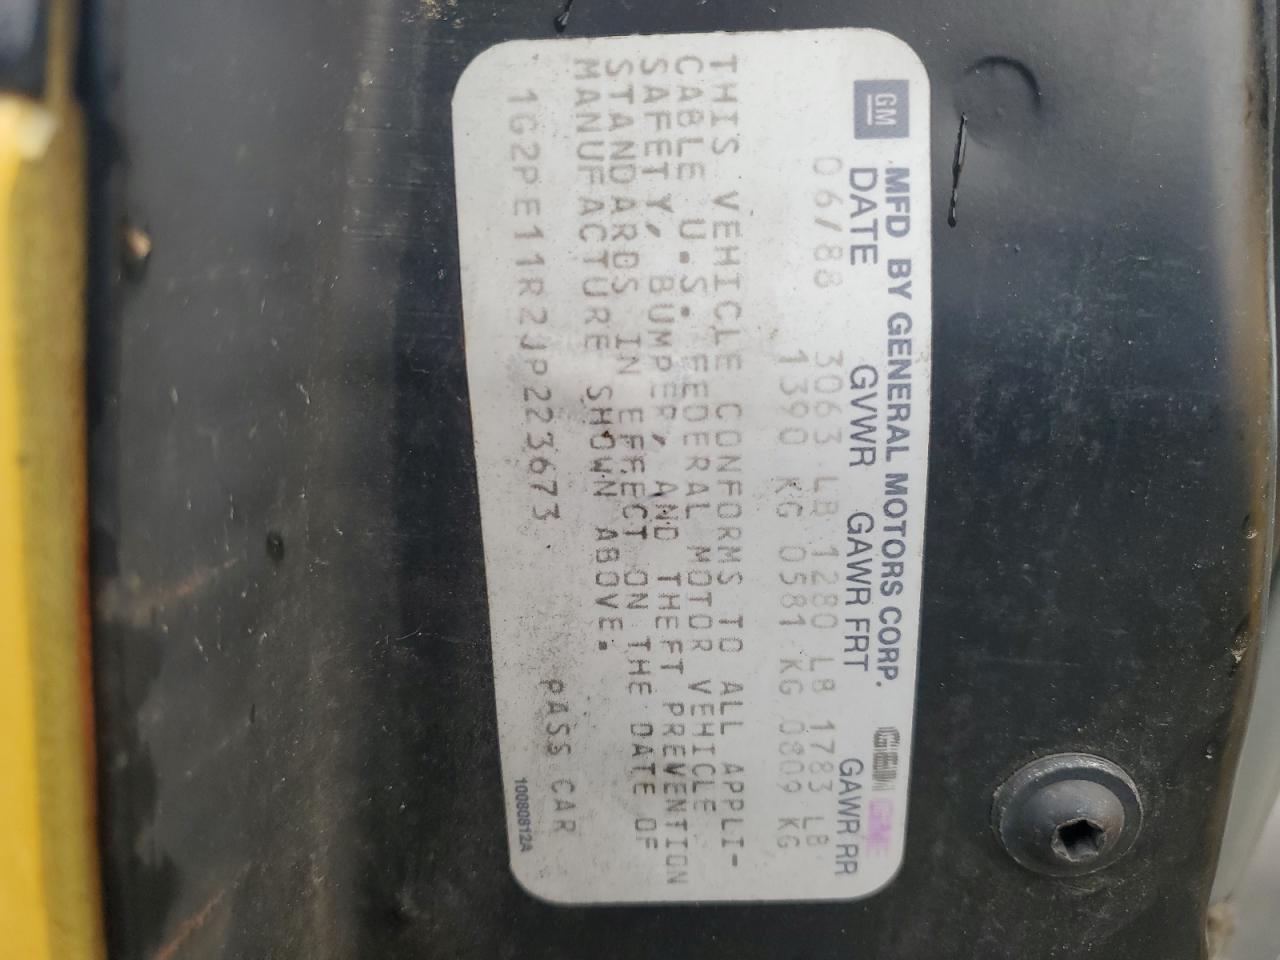 GM MFD BY GENERAL MOTORS CORP.
DATE GVWR GAWR FRT GAWR RR
06/88 3063 LB 1280 LB 1783 LB
1390 KG 0581 KG 0809 KG
THIS VEHICLE CONFORMS TO ALL APPLI-
CABLE U.S. FEDERAL MOTOR VEHICLE
SAFETY, BUMPER, AND THEFT PREVENTION
STANDARDS IN EFFECT ON THE DATE OF
MANUFACTURE SHOWN ABOVE.
1G2PE11R2JP223673 PASS CAR
10080812A